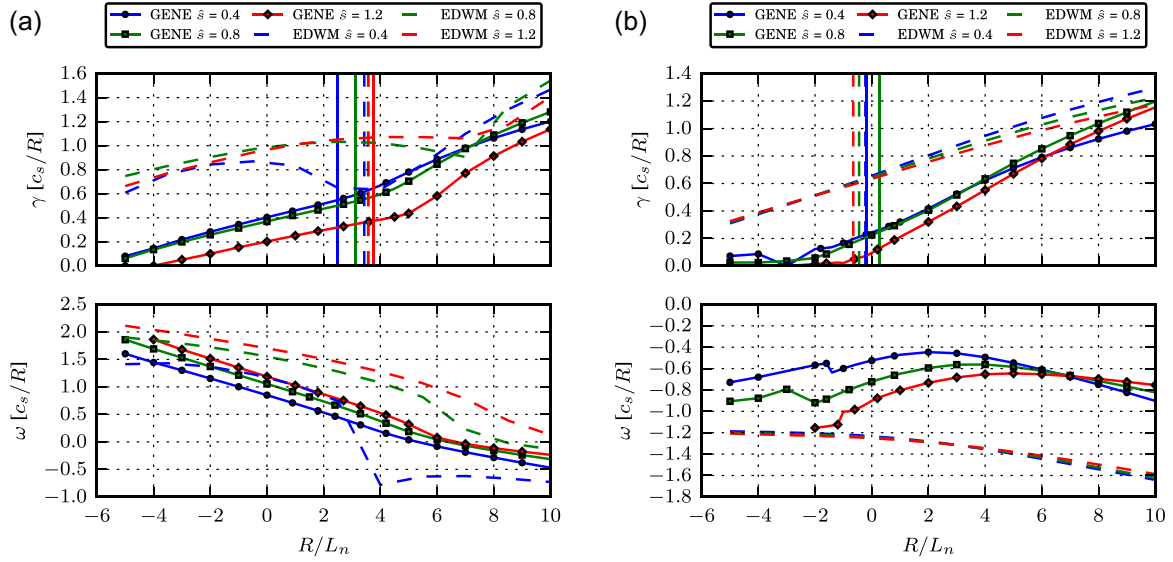 (a)
GENE ŝ = 0.4 GENE ŝ = 1.2 EDWM ŝ = 0.8
GENE ŝ = 0.8 EDWM ŝ = 0.4 EDWM ŝ = 1.2
γ [c_s/R]
1.6
1.4
1.2
1.0
0.8
0.6
0.4
0.2
0.0
ω [c_s/R]
2.5
2.0
1.5
1.0
0.5
0.0
−0.5
−1.0
−6 −4 −2 0 2 4 6 8 10
R/L_n
(b)
GENE ŝ = 0.4 GENE ŝ = 1.2 EDWM ŝ = 0.8
GENE ŝ = 0.8 EDWM ŝ = 0.4 EDWM ŝ = 1.2
γ [c_s/R]
1.4
1.2
1.0
0.8
0.6
0.4
0.2
0.0
ω [c_s/R]
0.0
−0.2
−0.4
−0.6
−0.8
−1.0
−1.2
−1.4
−1.6
−1.8
−6 −4 −2 0 2 4 6 8 10
R/L_n